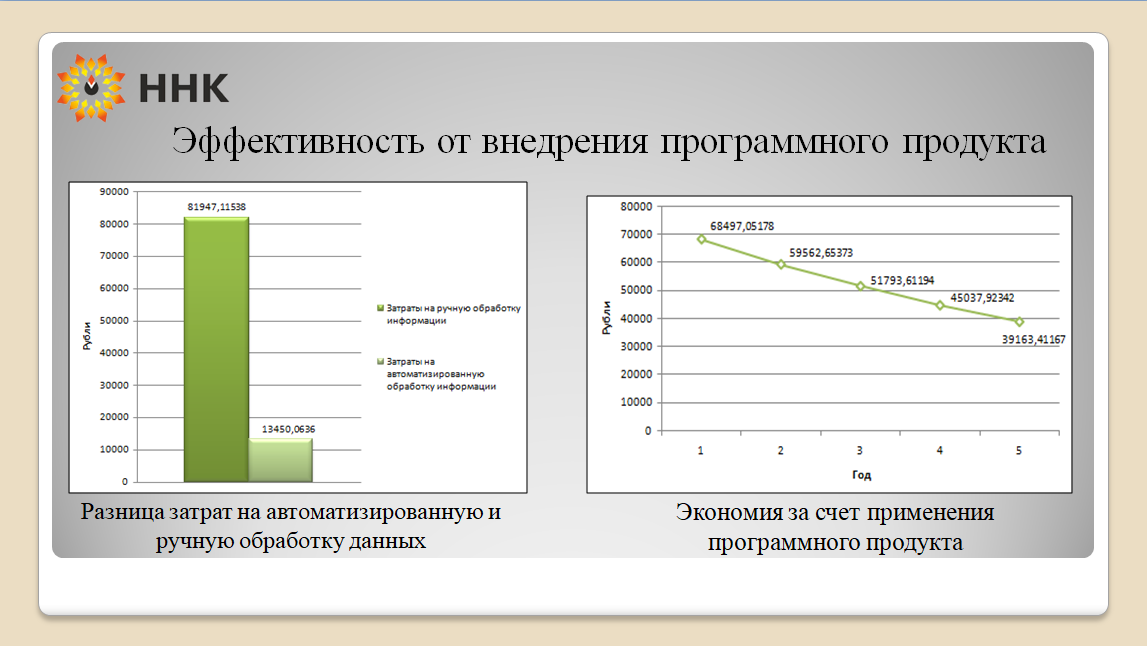 ННК
Эффективность от внедрения программного продукта
90000
80000
70000
60000
50000
40000
30000
20000
10000
0
Рубли
81947,11538
13450,0636
Затраты на ручную обработку
информации
Затраты на
автоматизированную
обработку информации
Разница затрат на автоматизированную и
ручную обработку данных
80000
70000
60000
50000
40000
30000
20000
10000
0
Рубли
68497,05178
59562,65373
51793,61194
45037,92342
39163,41167
1 2 3 4 5
Год
Экономия за счет применения
программного продукта